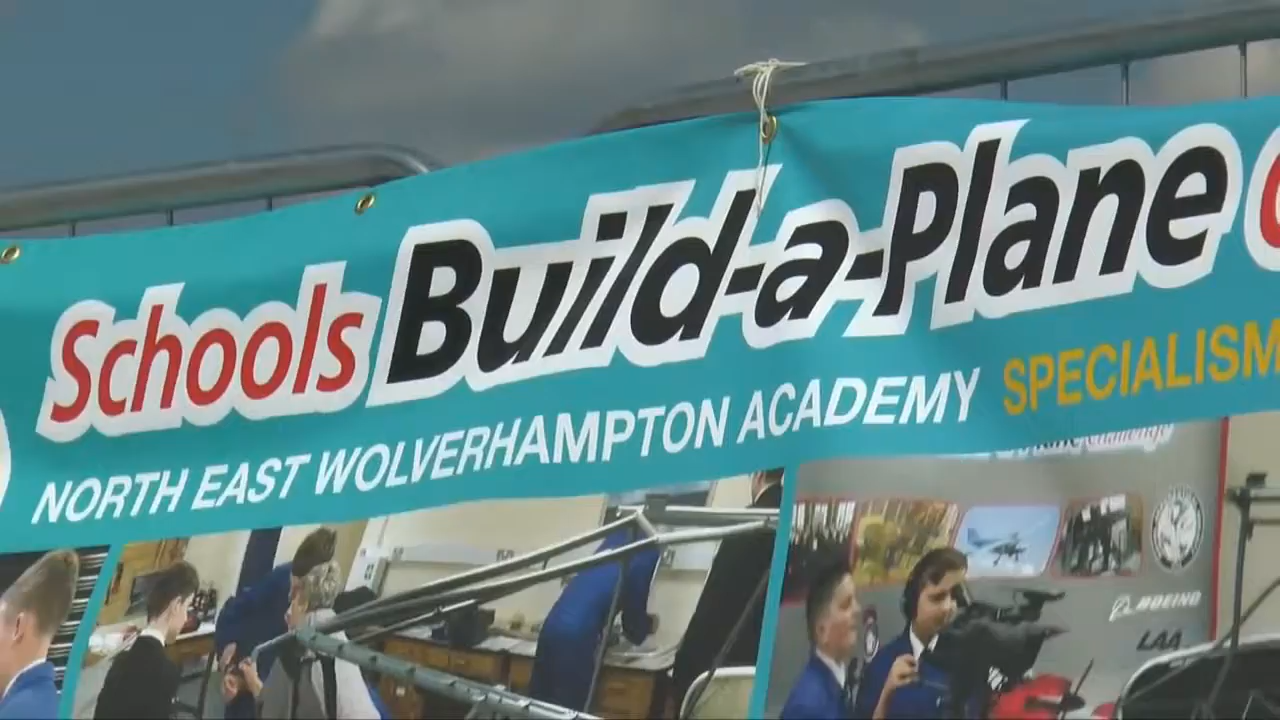 Schools Build-a-Plane
NORTH EAST WOLVERHAMPTON ACADEMY SPECIALISM
BOEING
LAA